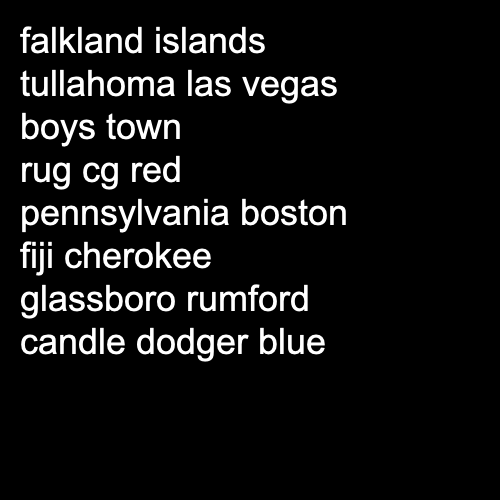 falkland islands
tullahoma las vegas
boys town
rug cg red
pennsylvania boston
fiji cherokee
glassboro rumford
candle dodger blue